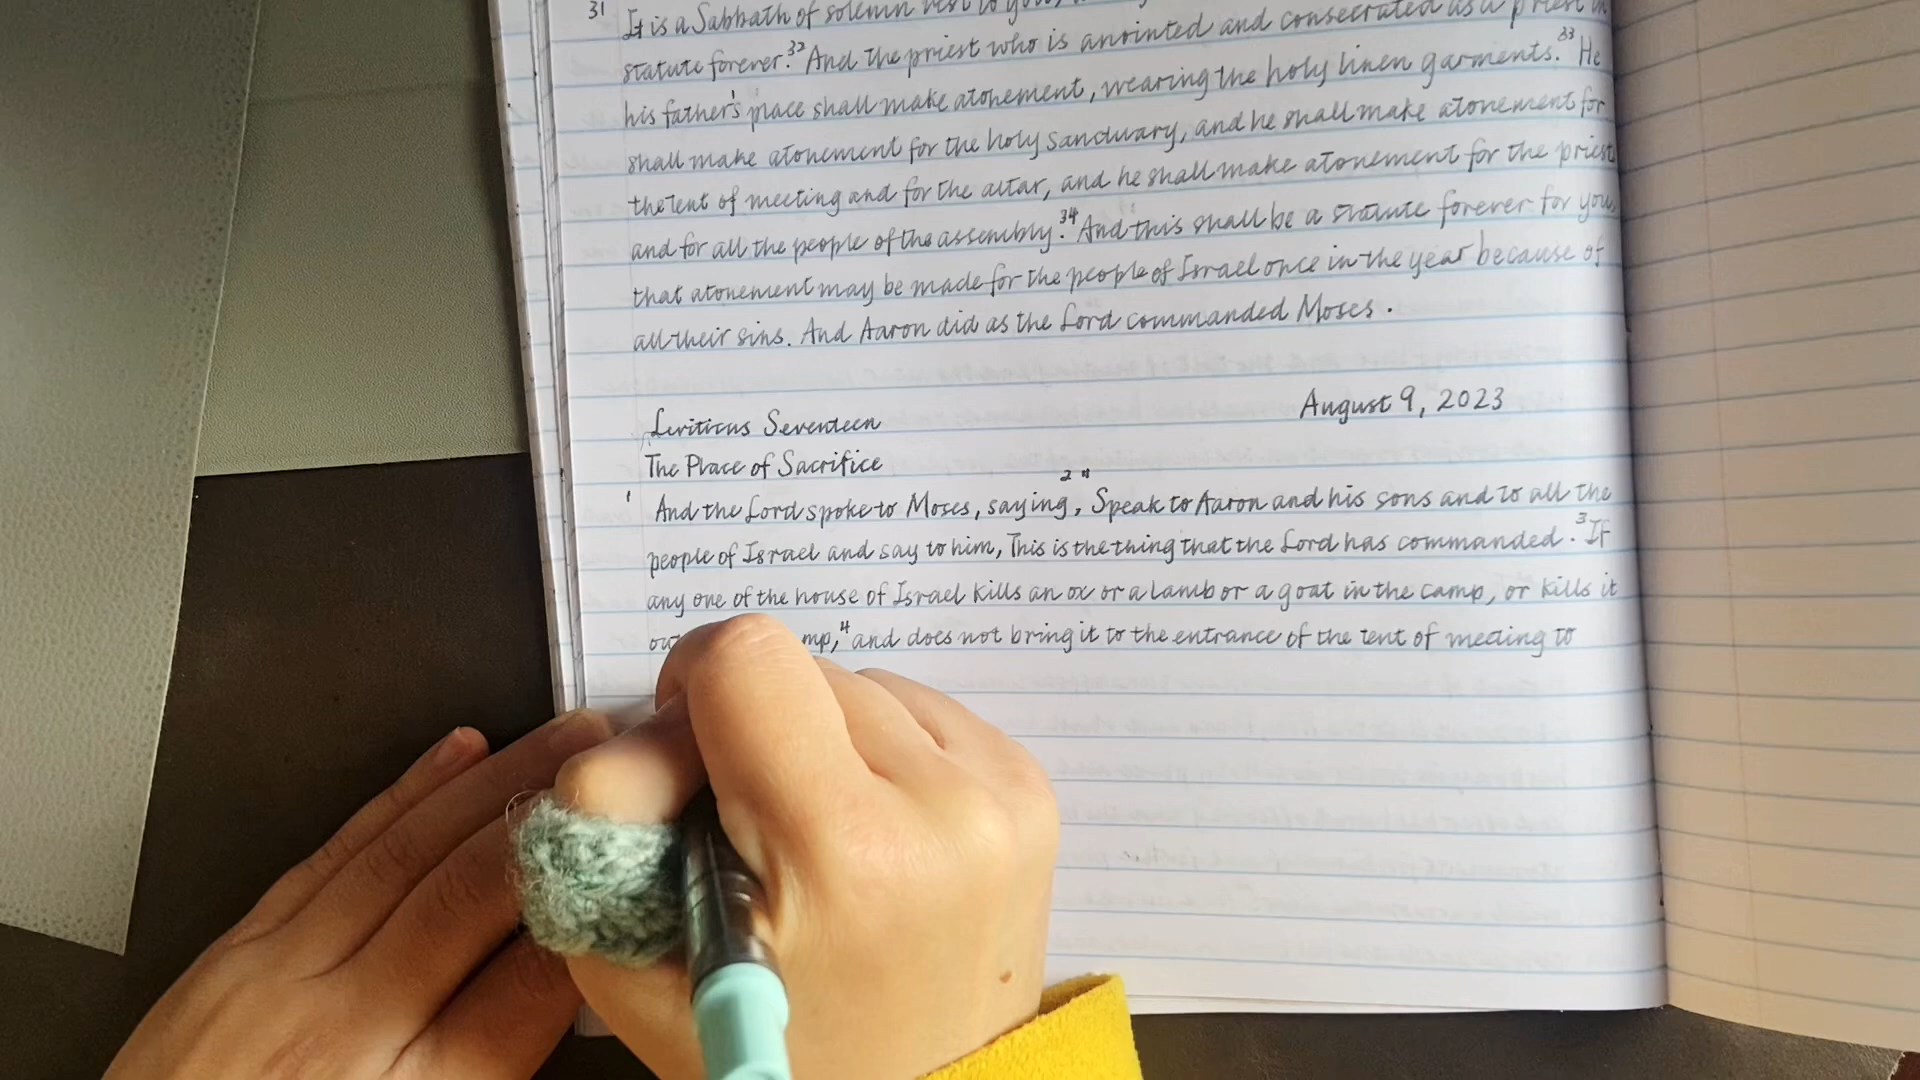 31 It is a Sabbath of solemn rest to you,
statute forever.32 And the priest who is anointed and consecrated as a priest in
his father's place shall make atonement, wearing the holy linen garments.33 He
shall make atonement for the holy sanctuary, and he shall make atonement for
the tent of meeting and for the altar, and he shall make atonement for the priest
and for all the people of the assembly.34 And this shall be a statute forever for you,
that atonement may be made for the people of Israel once in the year because of
all their sins. And Aaron did as the Lord commanded Moses.
August 9, 2023
Leviticus Seventeen
The Place of Sacrifice
1 And the Lord spoke to Moses, saying,2 "Speak to Aaron and his sons and to all the
people of Israel and say to him, This is the thing that the Lord has commanded.3 If
any one of the house of Israel kills an ox or a lamb or a goat in the camp, or kills it
mp,4 and does not bring it to the entrance of the tent of meeting to